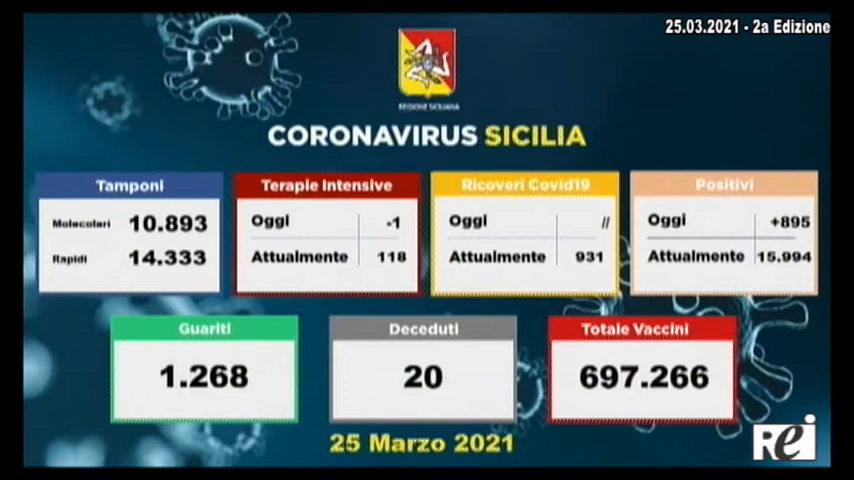 25.03.2021 - 2a Edizione
REGIONE SICILIANA
CORONAVIRUS SICILIA
Tamponi
Molecolari 10.893
Rapidi 14.333
Terapie Intensive
Oggi -1
Attualmente 118
Ricoveri Covid19
Oggi //
Attualmente 931
Positivi
Oggi +895
Attualmente 15.994
Guariti
1.268
Deceduti
20
Totale Vaccini
697.266
25 Marzo 2021
Rei